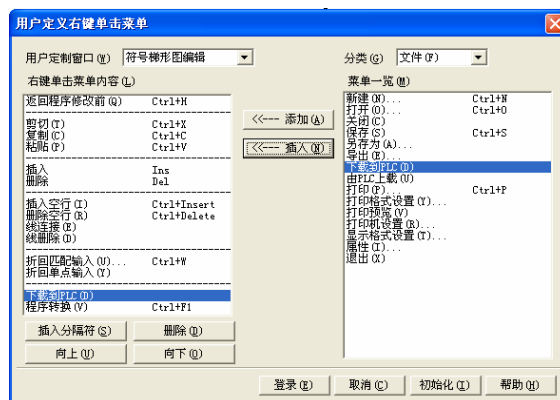 用户定义右键单击菜单
用户定制窗口(W) 符号梯形图编辑
分类(G) 文件(F)
右键单击菜单内容(L)
返回程序修改前(Q) Ctrl+H
剪切(T) Ctrl+X
复制(C) Ctrl+C
粘贴(P) Ctrl+V
插入 Ins
删除 Del
插入空行(I) Ctrl+Insert
删除空行(R) Ctrl+Delete
线连接(E)
线删除(D)
折回匹配输入(U)... Ctrl+W
折回单点输入(Y)
下载到PLC(D)
程序转换(V) Ctrl+F1
插入分隔符(S) 删除(D)
向上(U) 向下(O)
<<--- 添加(A)
<<--- 插入(N)
菜单一览(M)
新建(N)... Ctrl+N
打开(O)... Ctrl+O
关闭(C)
保存(S) Ctrl+S
另存为(A)...
导出(E)...
下载到PLC(D)
由PLC上载(U)
打印(P)... Ctrl+P
打印格式设置(Y)...
打印预览(V)
打印机设置(R)...
显示格式设置(T)...
属性(I)...
退出(X)
登录(E) 取消(C) 初始化(I) 帮助(H)